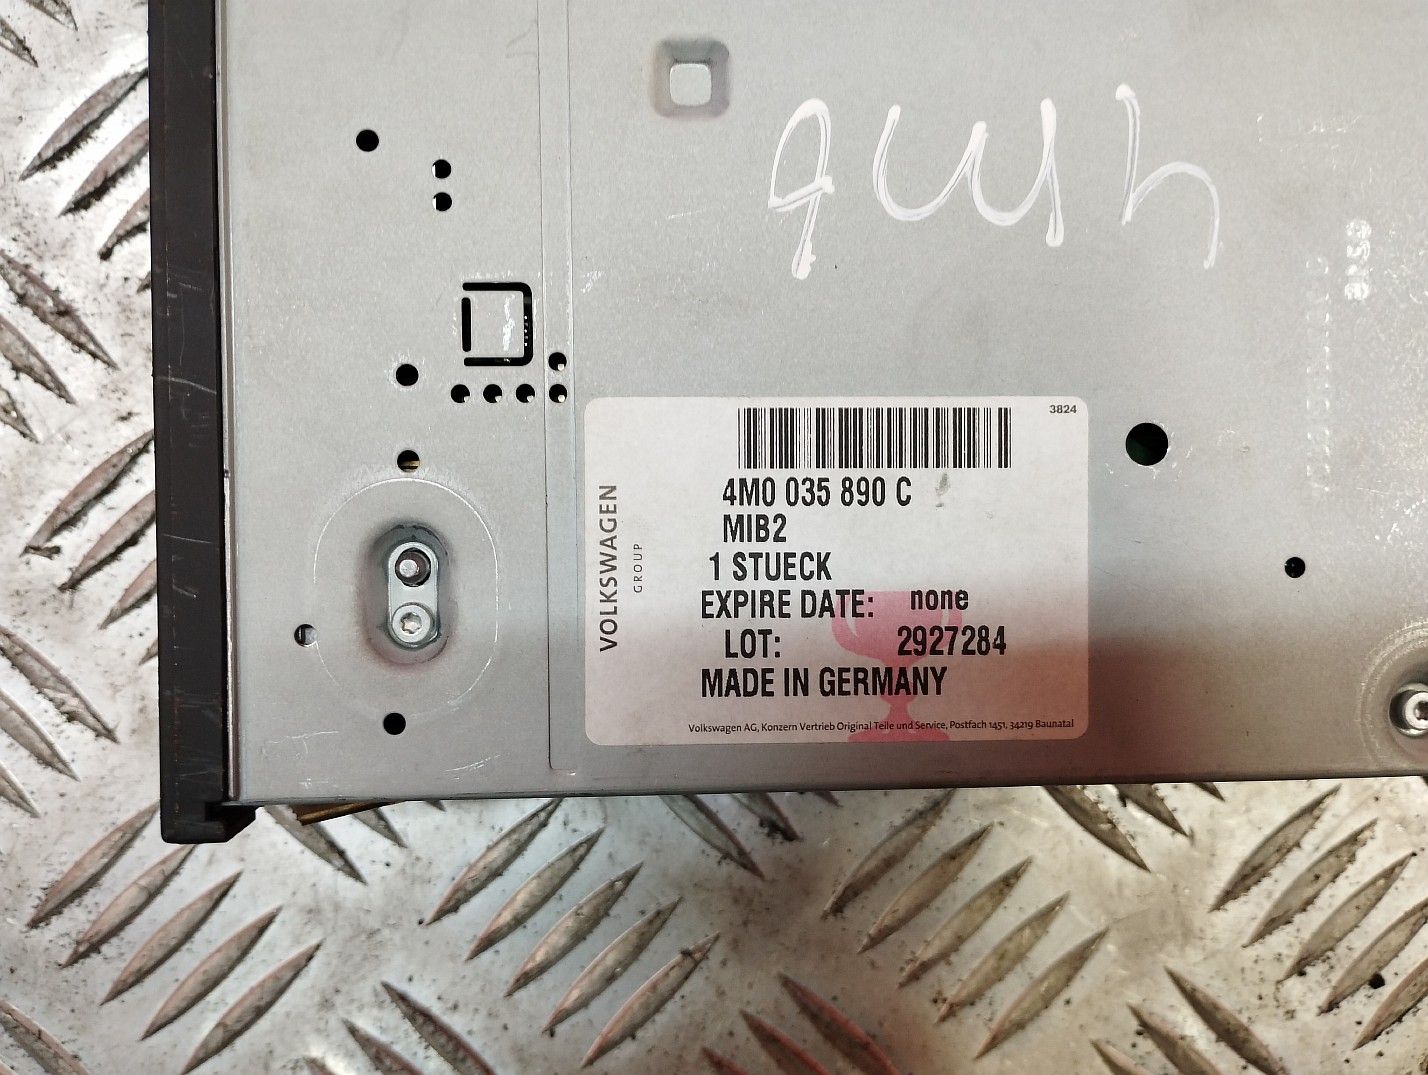 3824
4M0 035 890 C
MIB2
1 STUECK
EXPIRE DATE: none
LOT: 2927284
MADE IN GERMANY
VOLKSWAGEN
GROUP
Volkswagen AG, Konzern Vertrieb Original Teile und Service, Postfach 1451, 34219 Baunatal